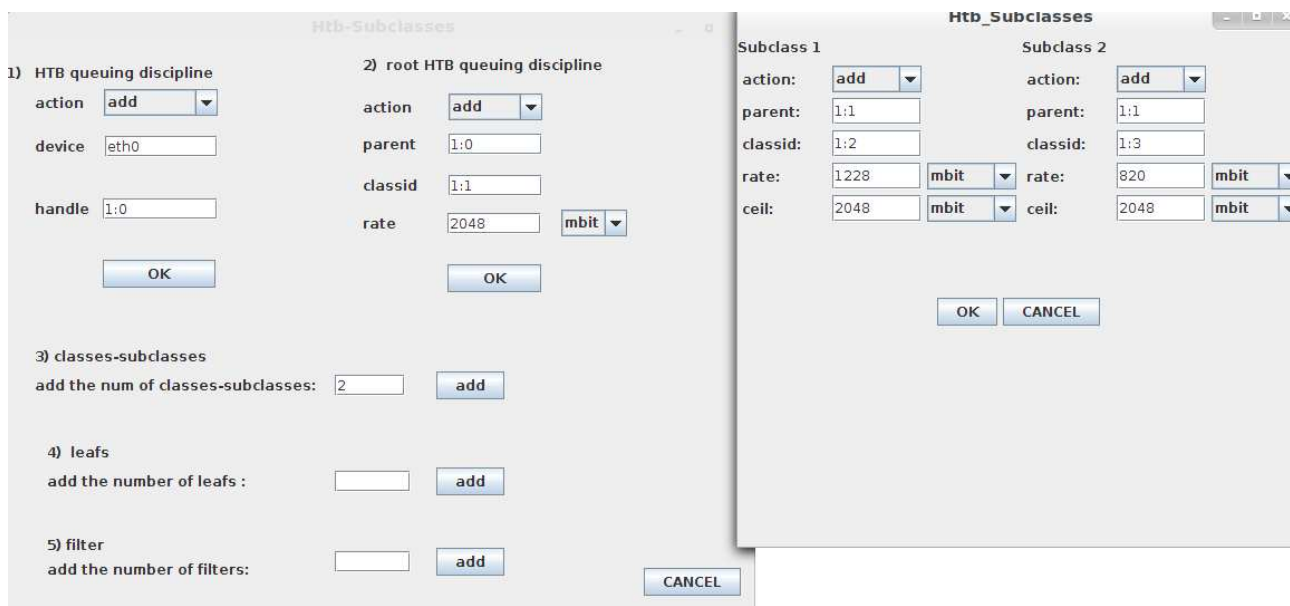 Htb-Subclasses
1) HTB queuing discipline
action add
device eth0
handle 1:0
OK
2) root HTB queuing discipline
action add
parent 1:0
classid 1:1
rate 2048 mbit
OK
3) classes-subclasses
add the num of classes-subclasses: 2 add
4) leafs
add the number of leafs : add
5) filter
add the number of filters: add
CANCEL
Htb_Subclasses
Subclass 1 Subclass 2
action: add action: add
parent: 1:1 parent: 1:1
classid: 1:2 classid: 1:3
rate: 1228 mbit rate: 820 mbit
ceil: 2048 mbit ceil: 2048 mbit
OK CANCEL